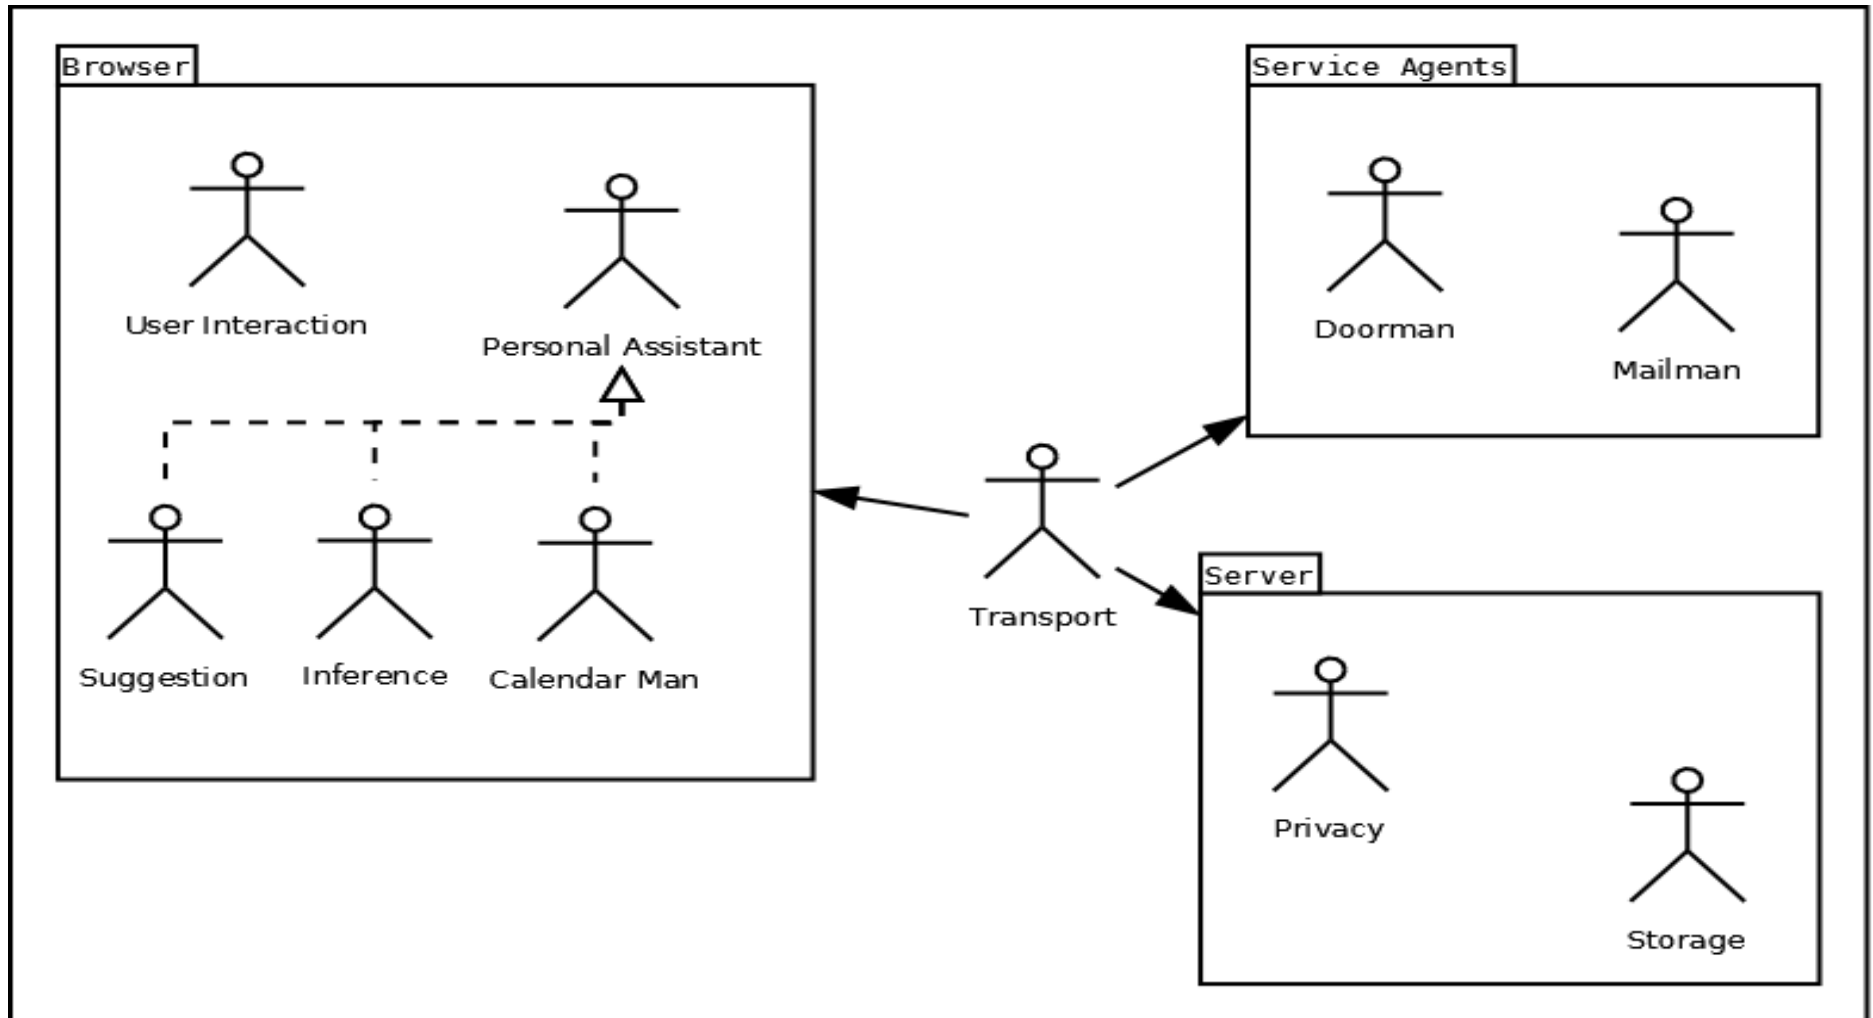 Browser
User Interaction
Personal Assistant
Suggestion
Inference
Calendar Man
Transport
Service Agents
Doorman
Mailman
Server
Privacy
Storage